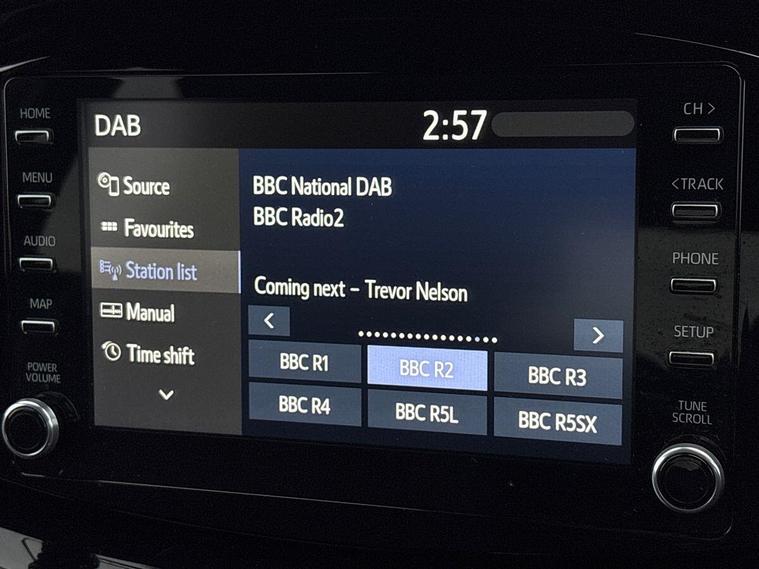 HOME
MENU
AUDIO
MAP
POWER
VOLUME
DAB
2:57
Source
Favourites
Station list
Manual
Time shift
BBC National DAB
BBC Radio2
Coming next – Trevor Nelson
BBC R1
BBC R2
BBC R3
BBC R4
BBC R5L
BBC R5SX
CH >
< TRACK
PHONE
SETUP
TUNE
SCROLL